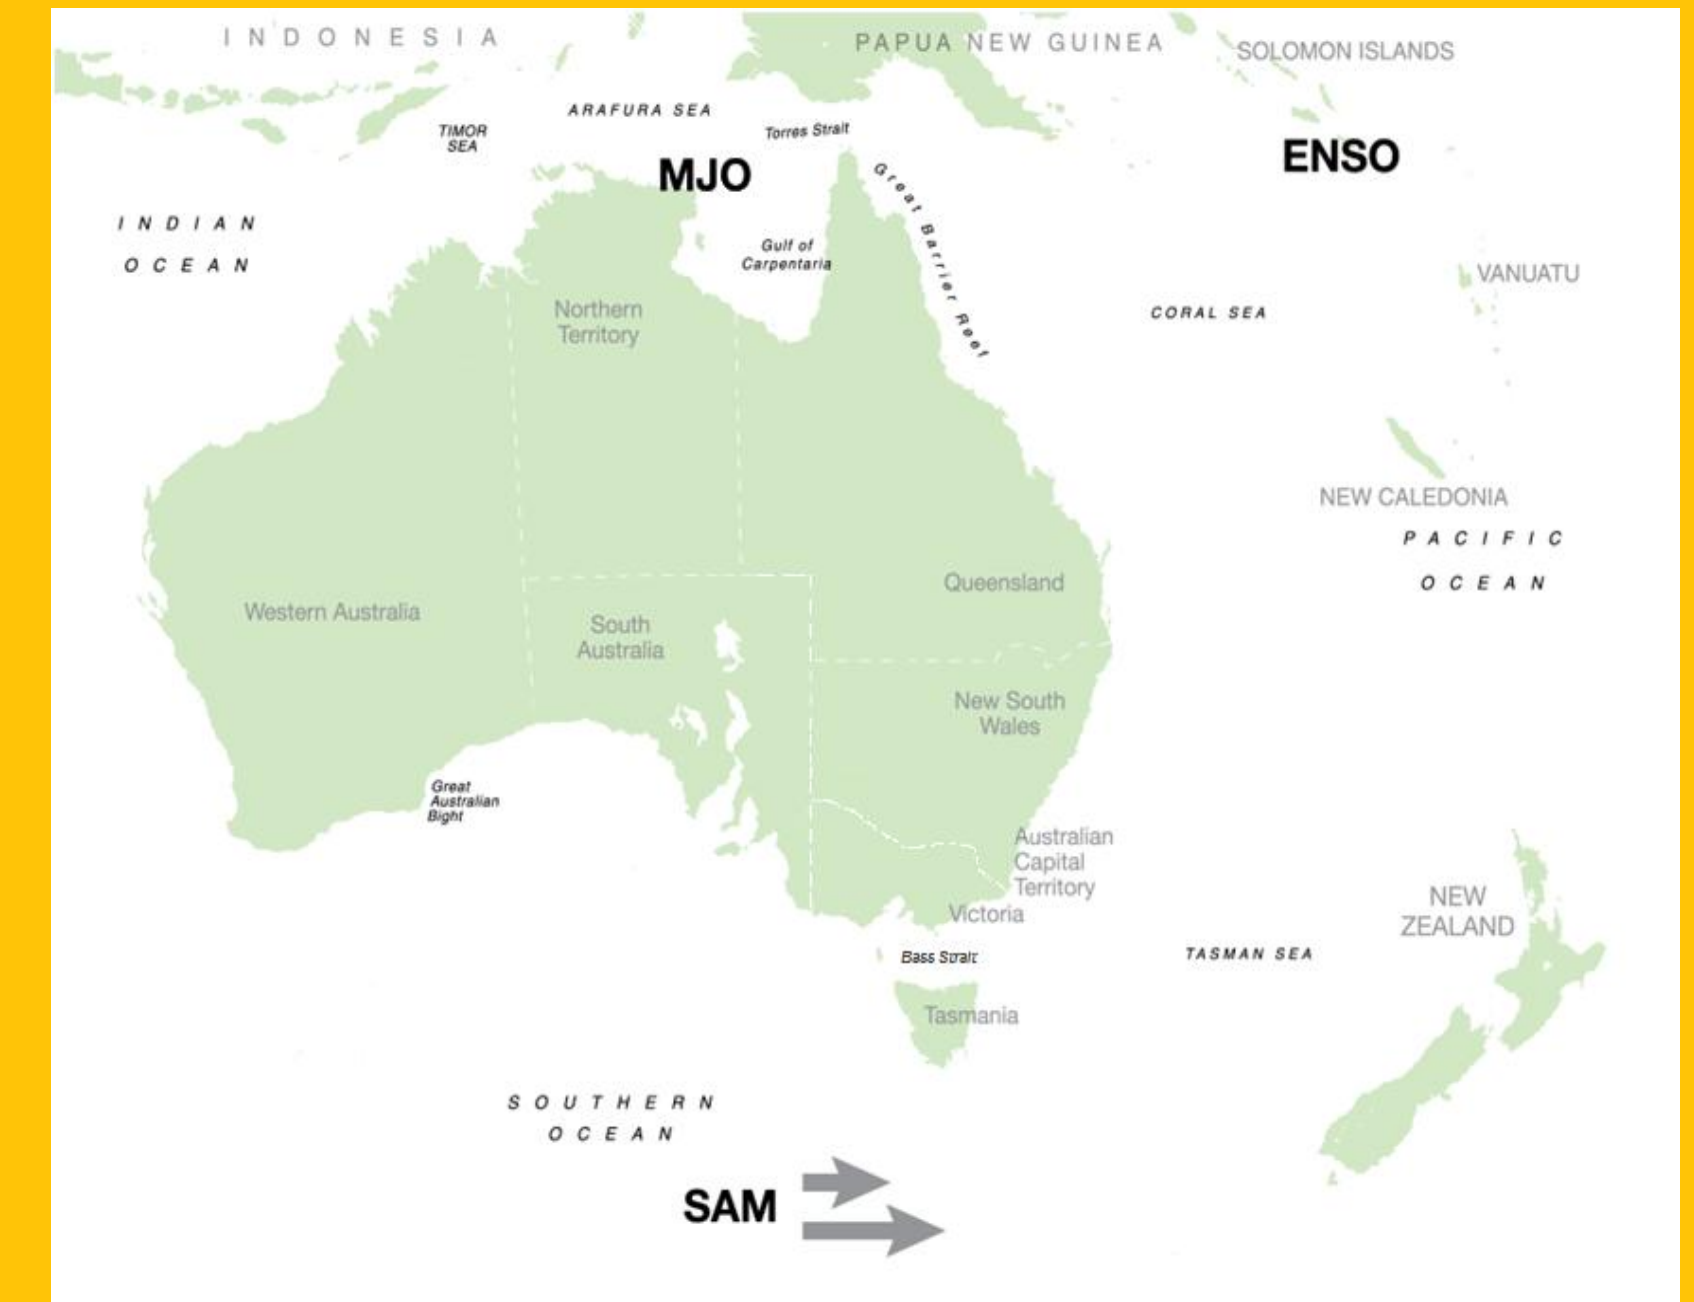 INDONESIA
PAPUA NEW GUINEA
SOLOMON ISLANDS
ARAFURA SEA
TIMOR
SEA
Torres Strait
MJO
ENSO
Great Barrier Reef
INDIAN
OCEAN
Gulf of
Carpentaria
VANUATU
Northern
Territory
CORAL SEA
NEW CALEDONIA
PACIFIC
OCEAN
Queensland
Western Australia
South
Australia
New South
Wales
Great
Australian
Bight
Australian
Capital
Territory
Victoria
NEW
ZEALAND
Bass Strait
TASMAN SEA
Tasmania
SOUTHERN
OCEAN
SAM